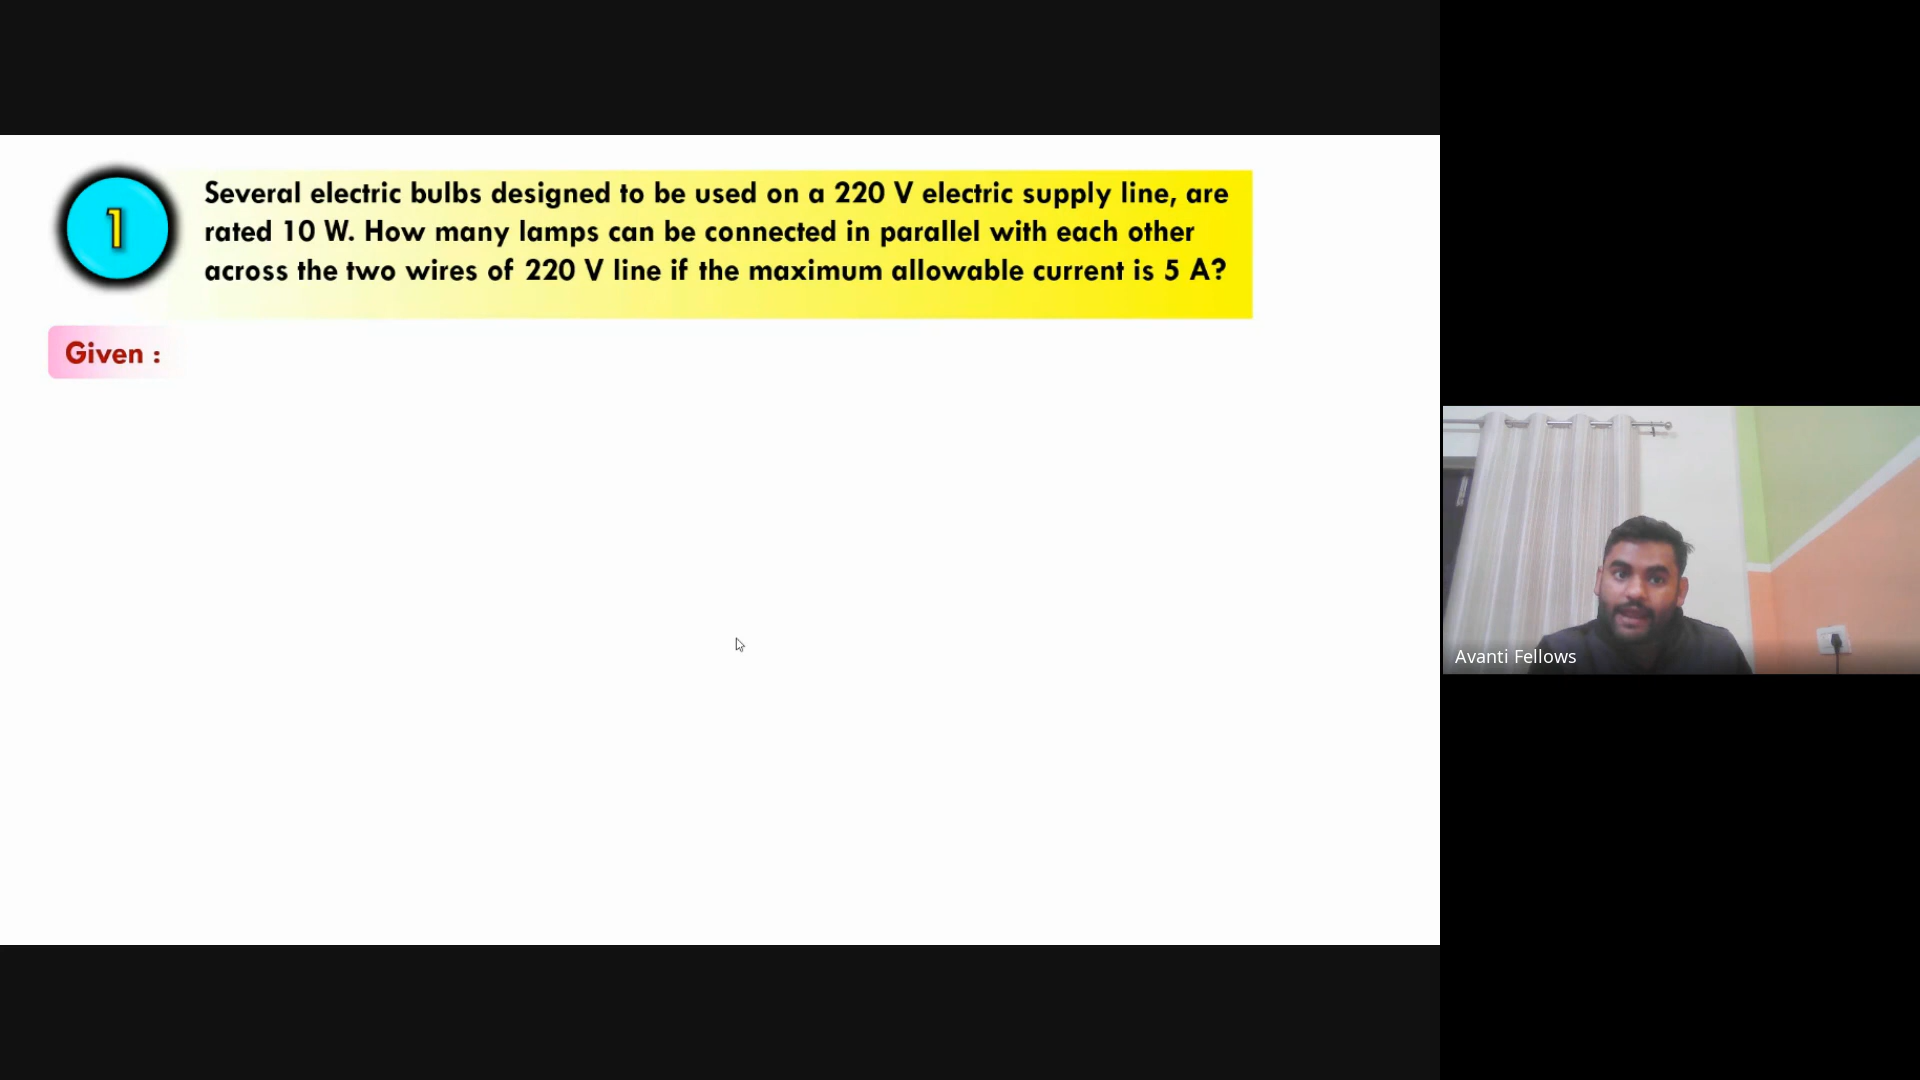 1
Several electric bulbs designed to be used on a 220 V electric supply line, are
rated 10 W. How many lamps can be connected in parallel with each other
across the two wires of 220 V line if the maximum allowable current is 5 A?
Given :
Avanti Fellows